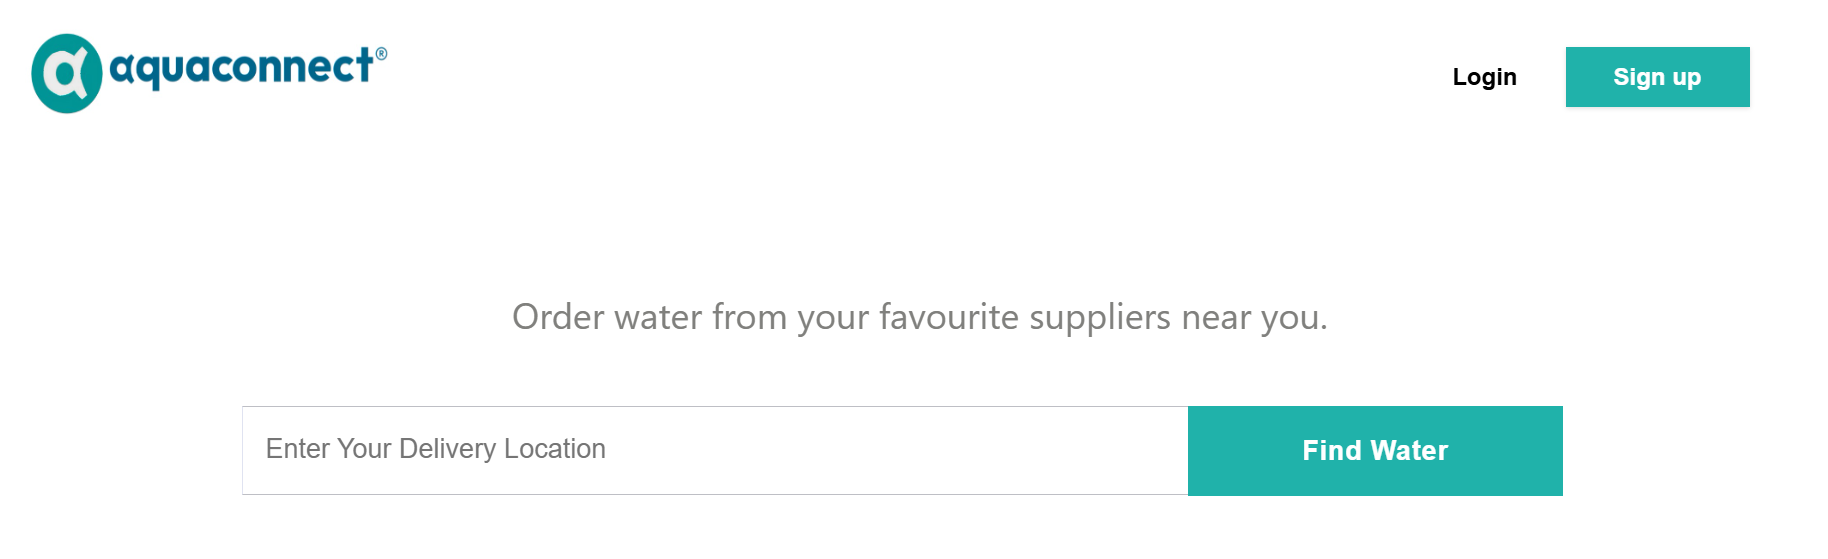 aquaconnect®
Login
Sign up
Order water from your favourite suppliers near you.
Enter Your Delivery Location
Find Water